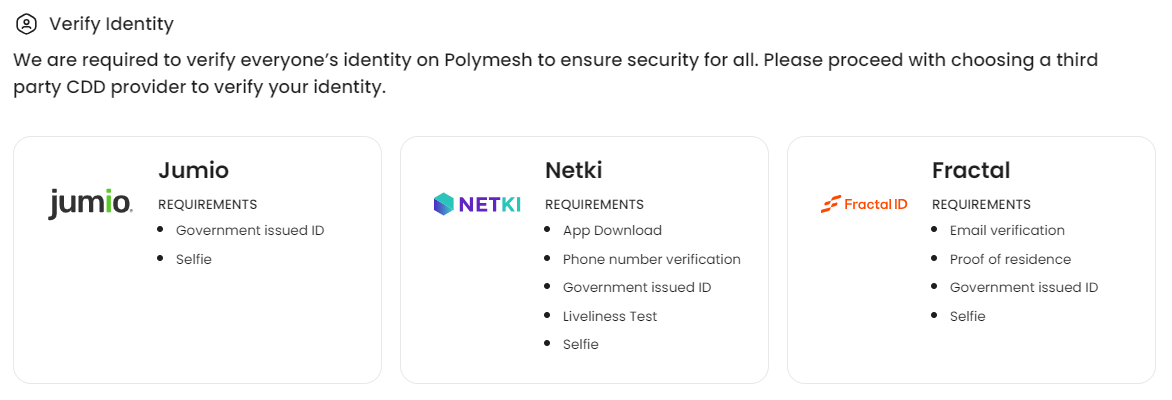 Verify Identity
We are required to verify everyone’s identity on Polymesh to ensure security for all. Please proceed with choosing a third
party CDD provider to verify your identity.
jumio.
Jumio
REQUIREMENTS
Government issued ID
Selfie
NETKI
Netki
REQUIREMENTS
App Download
Phone number verification
Government issued ID
Liveliness Test
Selfie
Fractal ID
Fractal
REQUIREMENTS
Email verification
Proof of residence
Government issued ID
Selfie